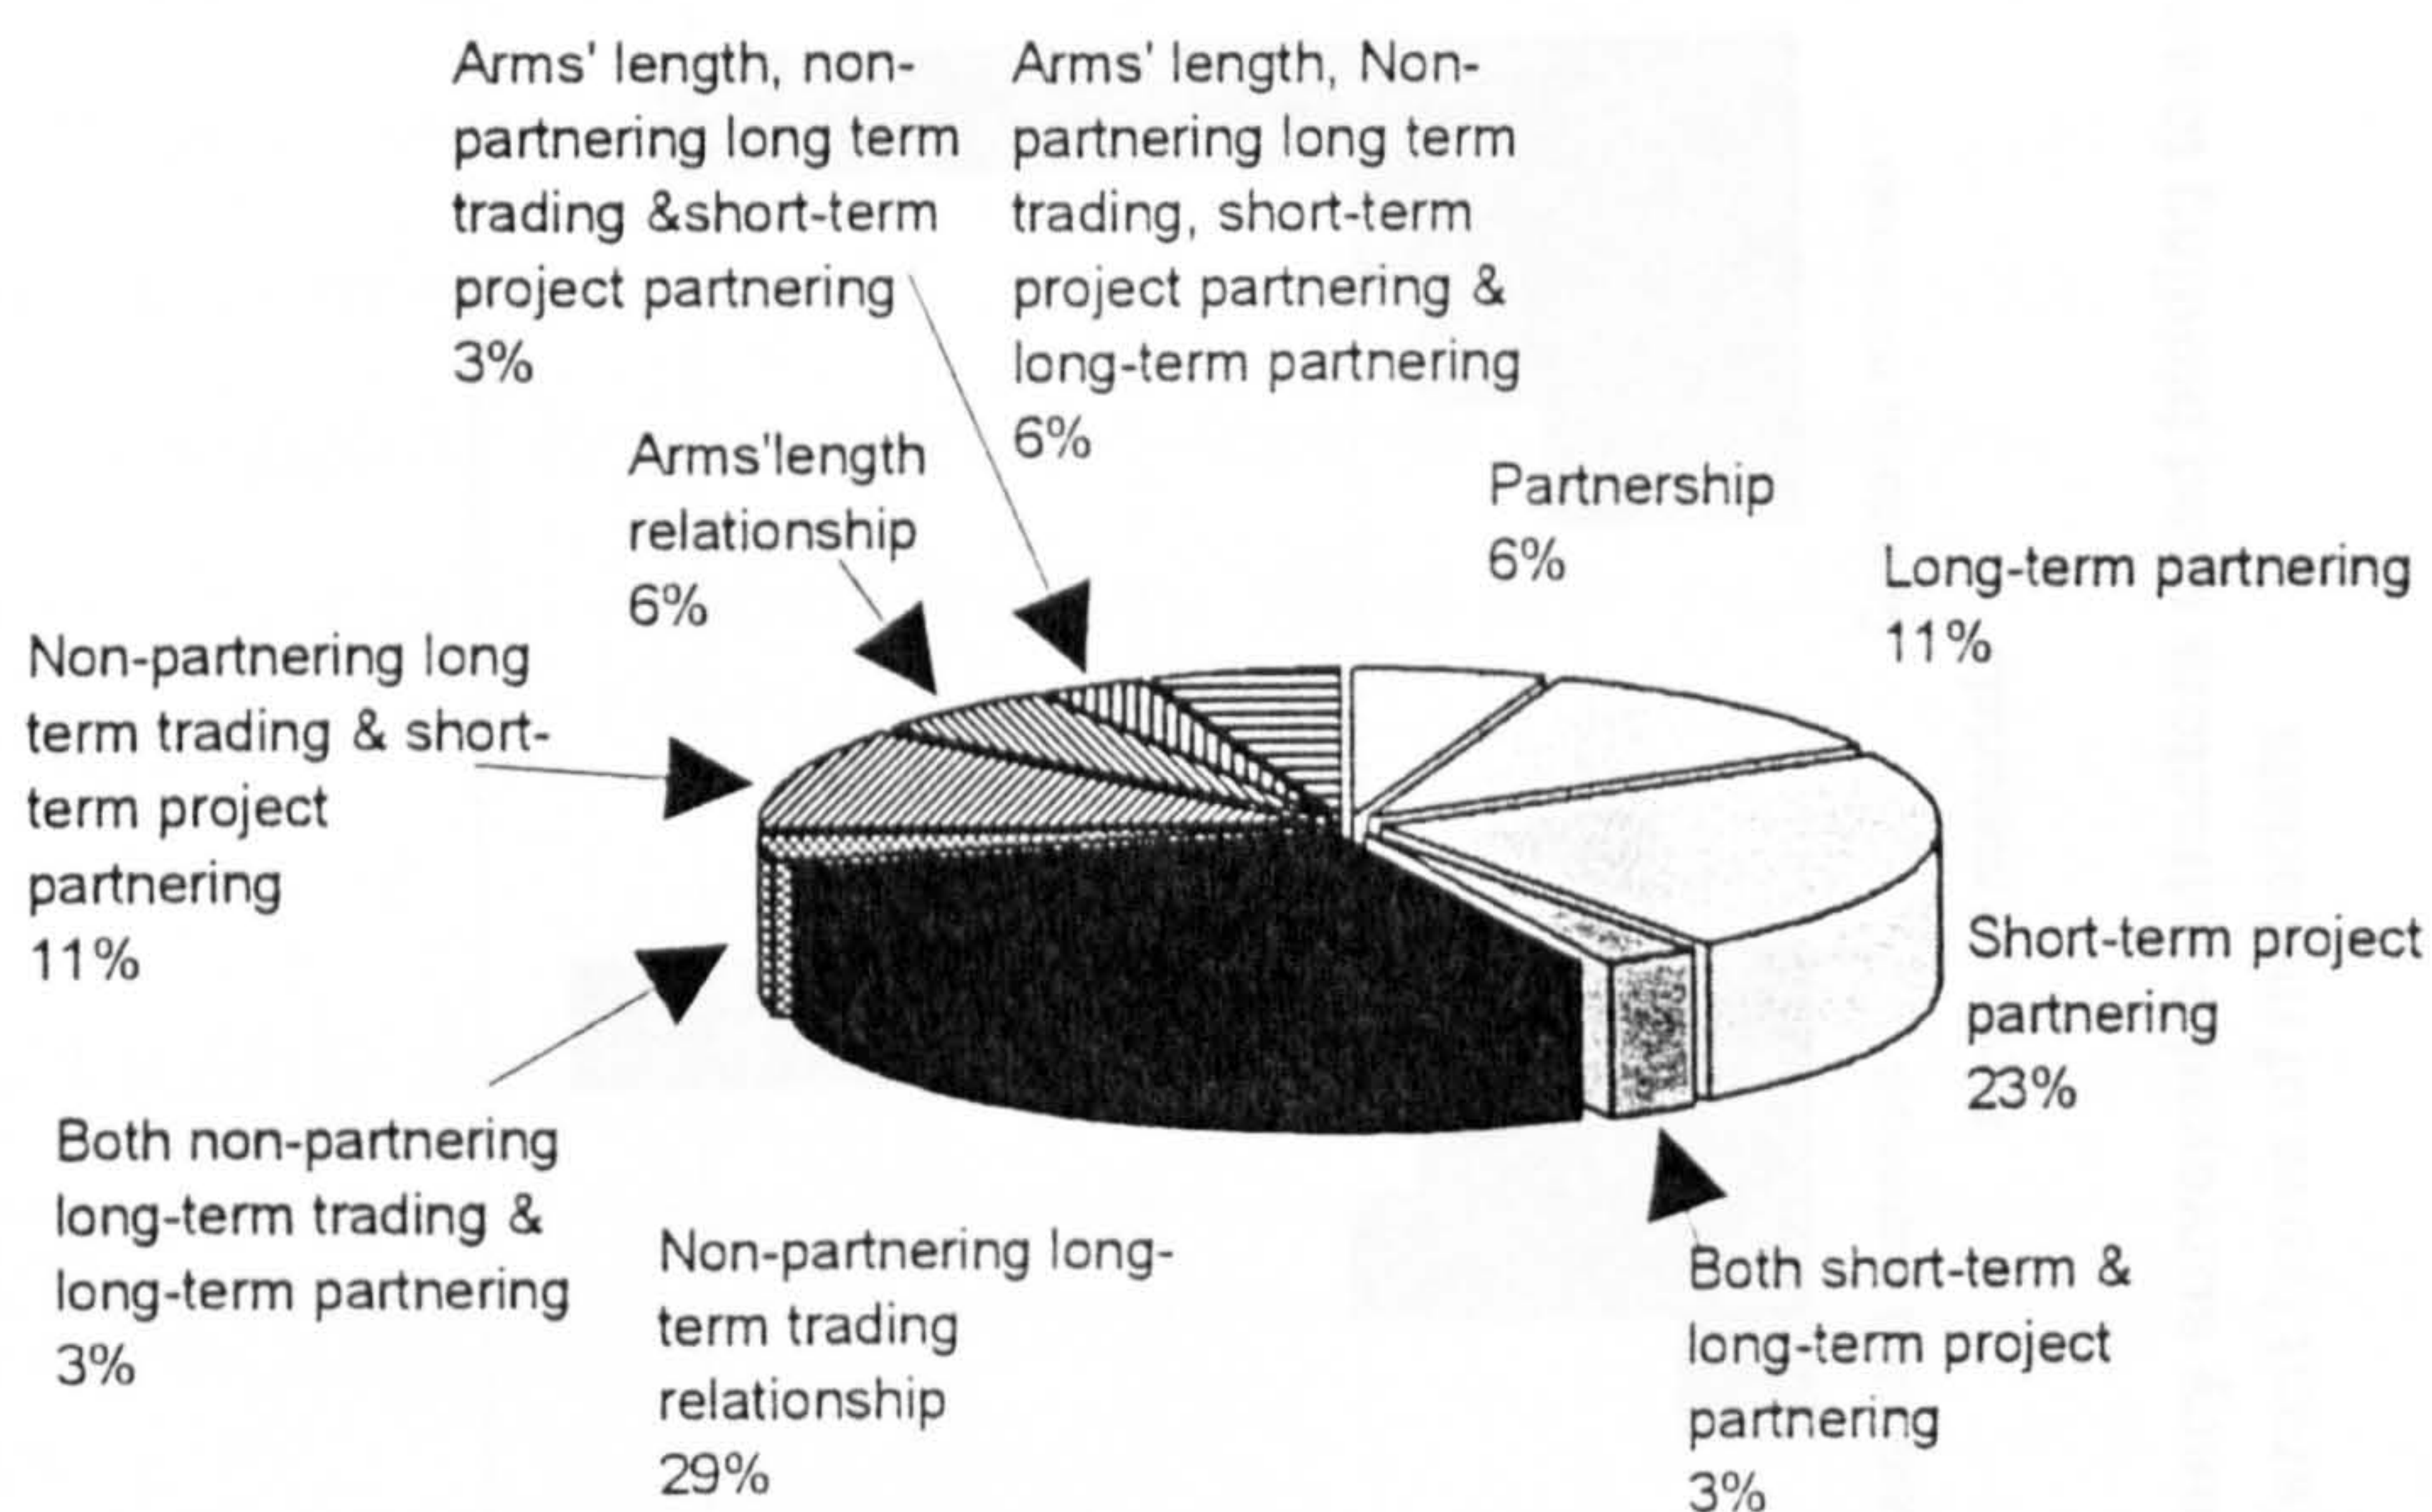 Arms' length, non-
partnering long term
trading &short-term
project partnering
3%
Arms' length, Non-
partnering long term
trading, short-term
project partnering &
long-term partnering
6%
Arms'length
relationship
6%
Partnership
6%
Long-term partnering
11%
Non-partnering long
term trading & short-
term project
partnering
11%
Short-term project
partnering
23%
Both non-partnering
long-term trading &
long-term partnering
3%
Non-partnering long-
term trading
relationship
29%
Both short-term &
long-term project
partnering
3%